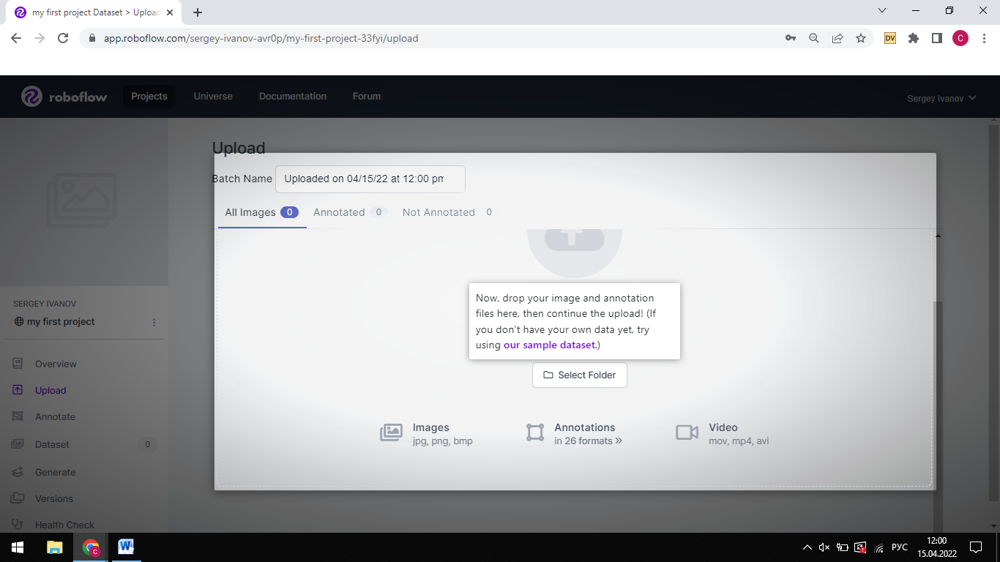 my first project Dataset > Upload
app.roboflow.com/sergey-ivanov-avr0p/my-first-project-33fyi/upload
DV
C
roboflow
Projects
Universe
Documentation
Forum
Sergey Ivanov
Upload
Batch Name
Uploaded on 04/15/22 at 12:00 pm
All Images 0
Annotated 0
Not Annotated 0
Now, drop your image and annotation
files here, then continue the upload! (If
you don't have your own data yet, try
using our sample dataset.)
Select Folder
Images
jpg, png, bmp
Annotations
in 26 formats »
Video
mov, mp4, avi
SERGEY IVANOV
my first project
Overview
Upload
Annotate
Dataset 0
Generate
Versions
Health Check
C
W
РУС
12:00
15.04.2022